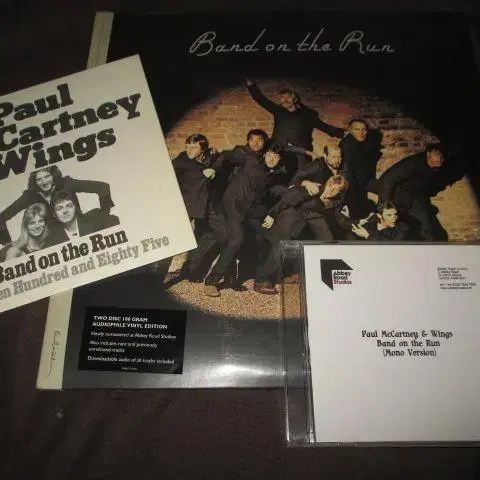 Band on the Run
Paul
Cartney
Wings
Band on the Run
en Hundred and Eighty Five
TWO DISC 180 GRAM
AUDIOPHILE VINYL EDITION
Newly remastered at Abbey Road Studios
Also includes rare and previously
unreleased tracks
Downloadable audio of all tracks included
Abbey
Road
Studios
Paul McCartney & Wings
Band on the Run
(Mono Version)